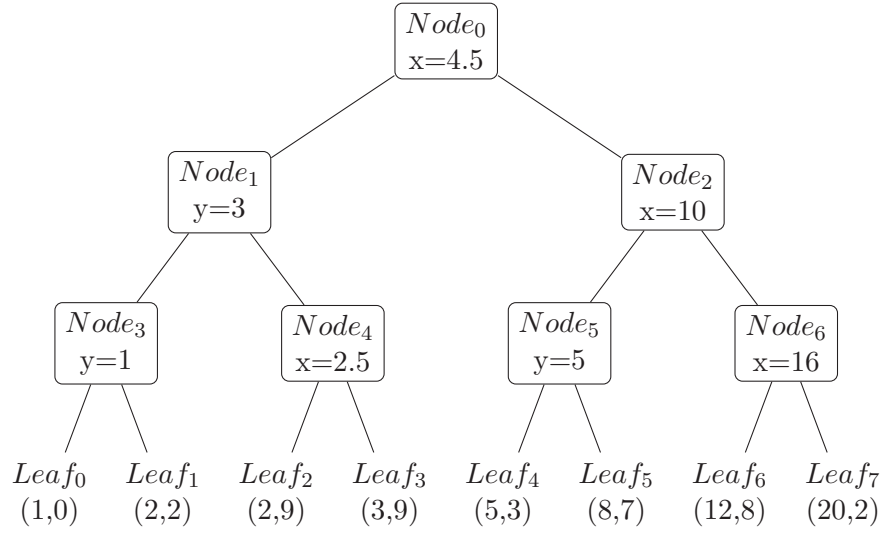 Node₀
x=4.5
Node₁
y=3
Node₂
x=10
Node₃
y=1
Node₄
x=2.5
Node₅
y=5
Node₆
x=16
Leaf₀ Leaf₁ Leaf₂ Leaf₃ Leaf₄ Leaf₅ Leaf₆ Leaf₇
(1,0) (2,2) (2,9) (3,9) (5,3) (8,7) (12,8) (20,2)